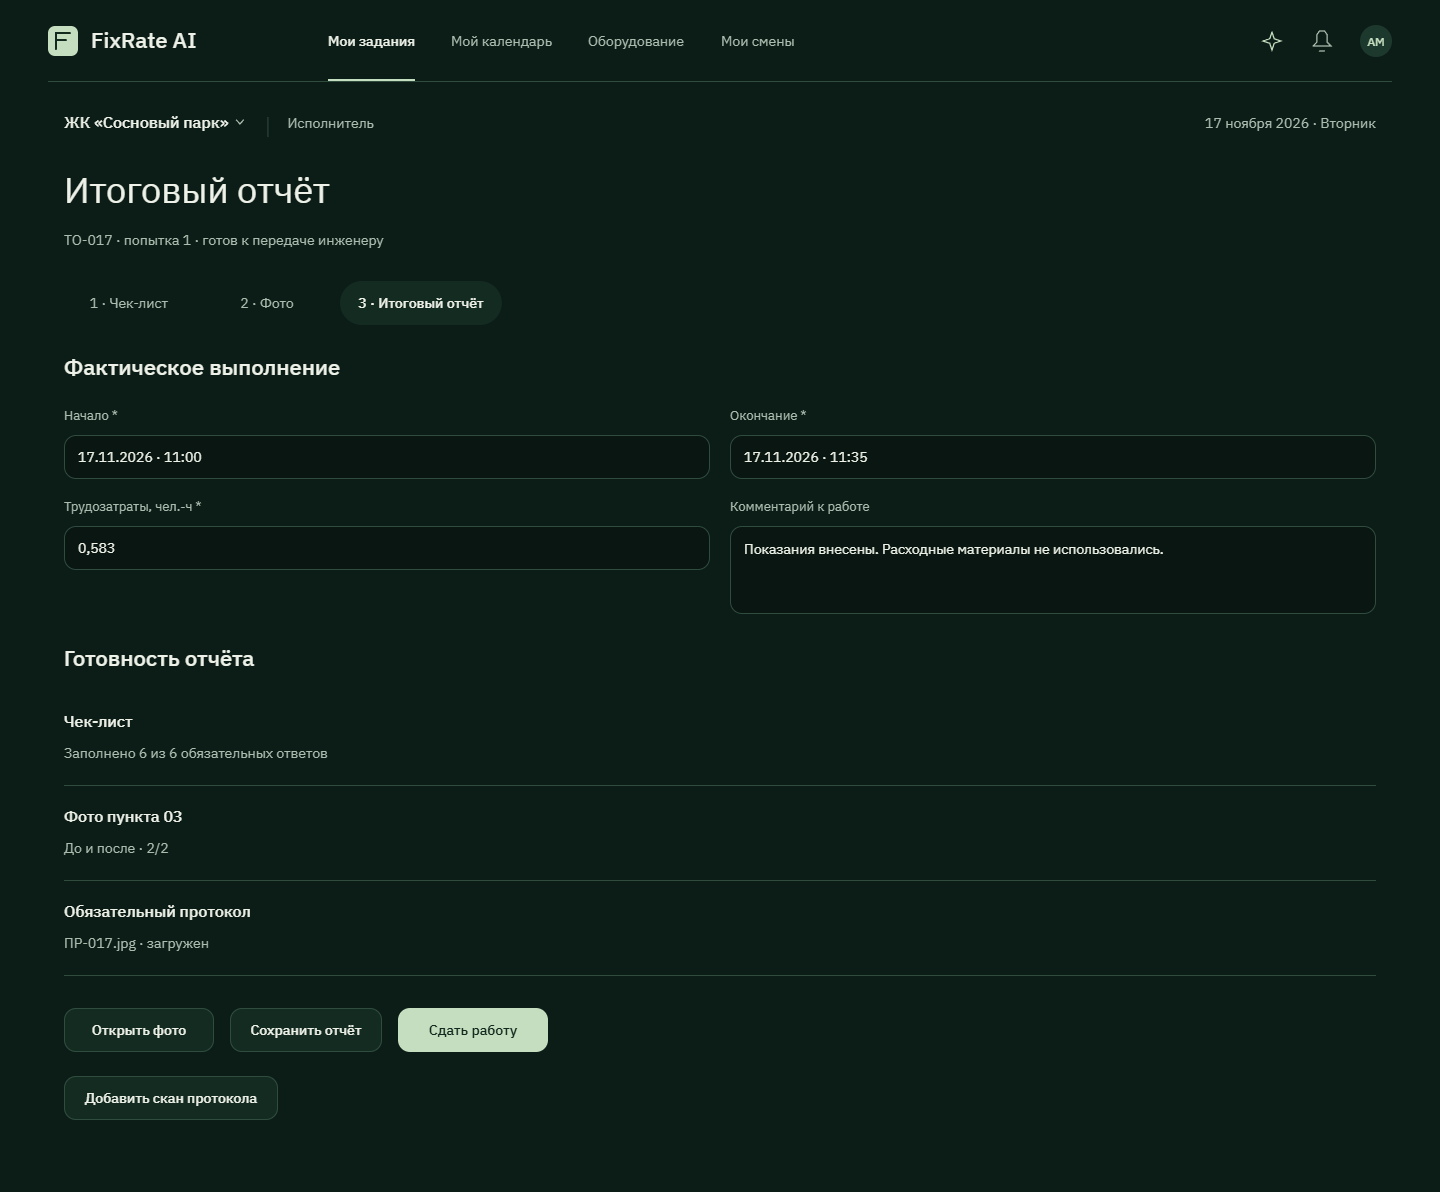 FixRate AI
Мои задания
Мой календарь
Оборудование
Мои смены
АМ
ЖК «Сосновый парк»
Исполнитель
17 ноября 2026 · Вторник
Итоговый отчёт
ТО-017 · попытка 1 · готов к передаче инженеру
1 · Чек-лист
2 · Фото
3 · Итоговый отчёт
Фактическое выполнение
Начало *
Окончание *
17.11.2026 · 11:00
17.11.2026 · 11:35
Трудозатраты, чел.-ч *
Комментарий к работе
0,583
Показания внесены. Расходные материалы не использовались.
Готовность отчёта
Чек-лист
Заполнено 6 из 6 обязательных ответов
Фото пункта 03
До и после · 2/2
Обязательный протокол
ПР-017.jpg · загружен
Открыть фото
Сохранить отчёт
Сдать работу
Добавить скан протокола